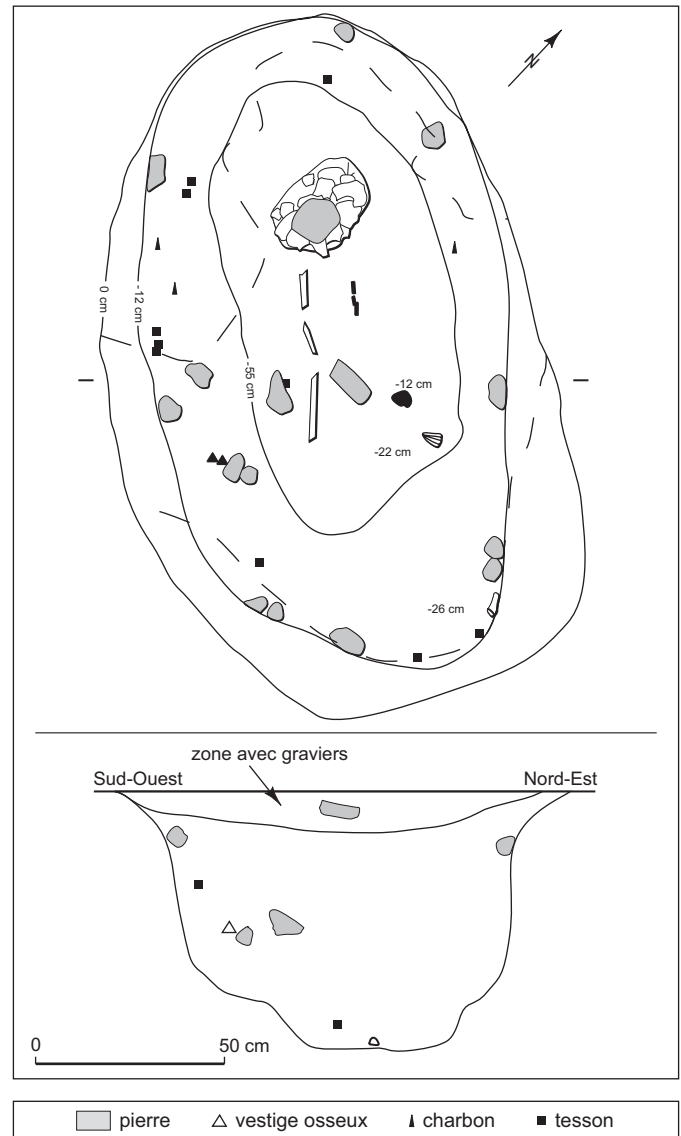 N
0 cm
-12 cm
-55 cm
-12 cm
-22 cm
-26 cm
zone avec graviers
Sud-Ouest Nord-Est
0 50 cm
pierre vestige osseux charbon tesson